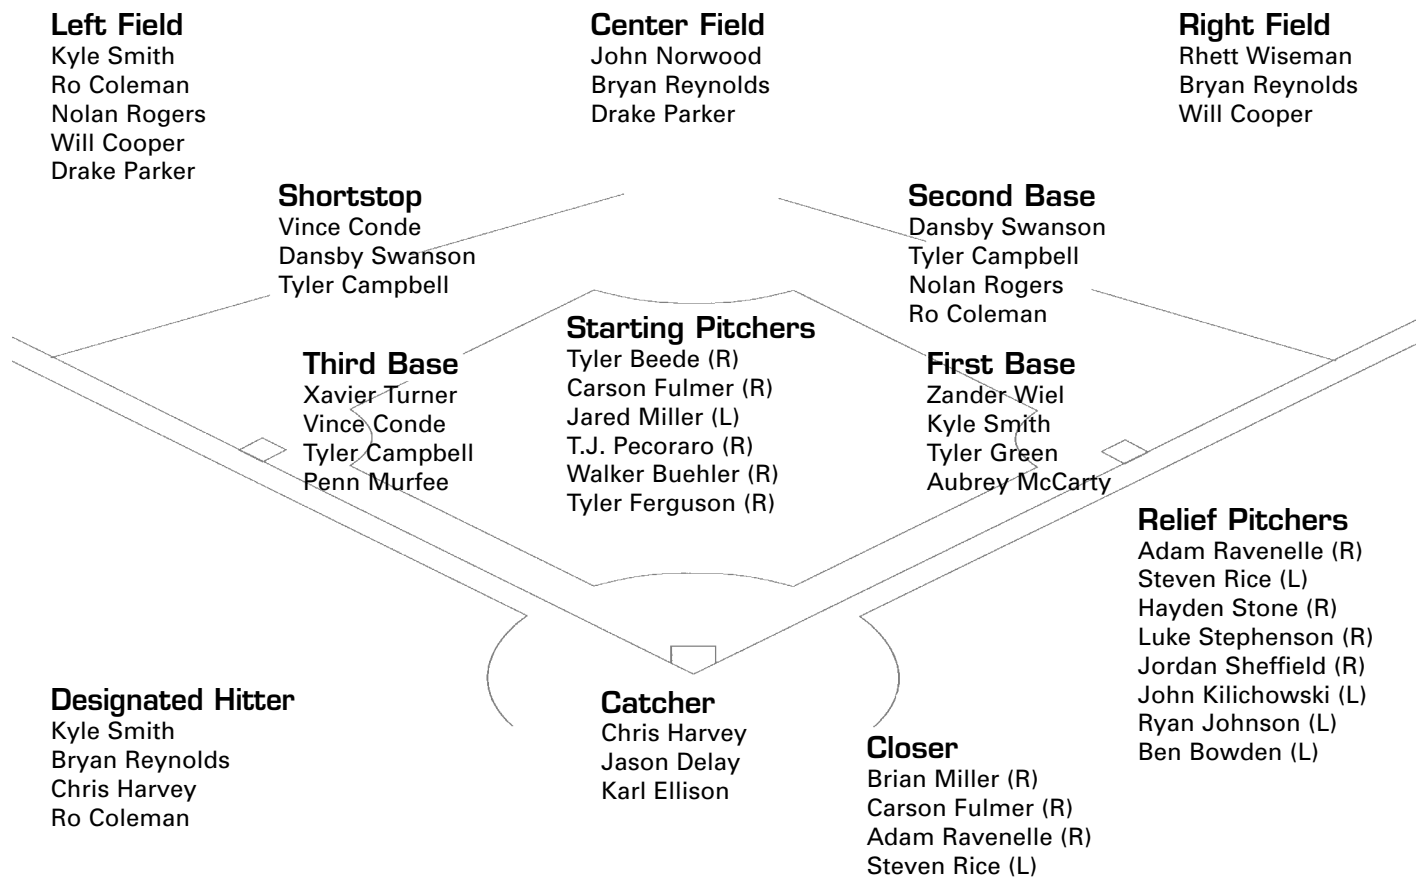 Left Field
Kyle Smith
Ro Coleman
Nolan Rogers
Will Cooper
Drake Parker
Center Field
John Norwood
Bryan Reynolds
Drake Parker
Right Field
Rhett Wiseman
Bryan Reynolds
Will Cooper
Shortstop
Vince Conde
Dansby Swanson
Tyler Campbell
Second Base
Dansby Swanson
Tyler Campbell
Nolan Rogers
Ro Coleman
Third Base
Xavier Turner
Vince Conde
Tyler Campbell
Penn Murfee
Starting Pitchers
Tyler Beede (R)
Carson Fulmer (R)
Jared Miller (L)
T.J. Pecoraro (R)
Walker Buehler (R)
Tyler Ferguson (R)
First Base
Zander Wiel
Kyle Smith
Tyler Green
Aubrey McCarty
Relief Pitchers
Adam Ravenelle (R)
Steven Rice (L)
Hayden Stone (R)
Luke Stephenson (R)
Jordan Sheffield (R)
John Kilichowski (L)
Ryan Johnson (L)
Ben Bowden (L)
Designated Hitter
Kyle Smith
Bryan Reynolds
Chris Harvey
Ro Coleman
Catcher
Chris Harvey
Jason Delay
Karl Ellison
Closer
Brian Miller (R)
Carson Fulmer (R)
Adam Ravenelle (R)
Steven Rice (L)